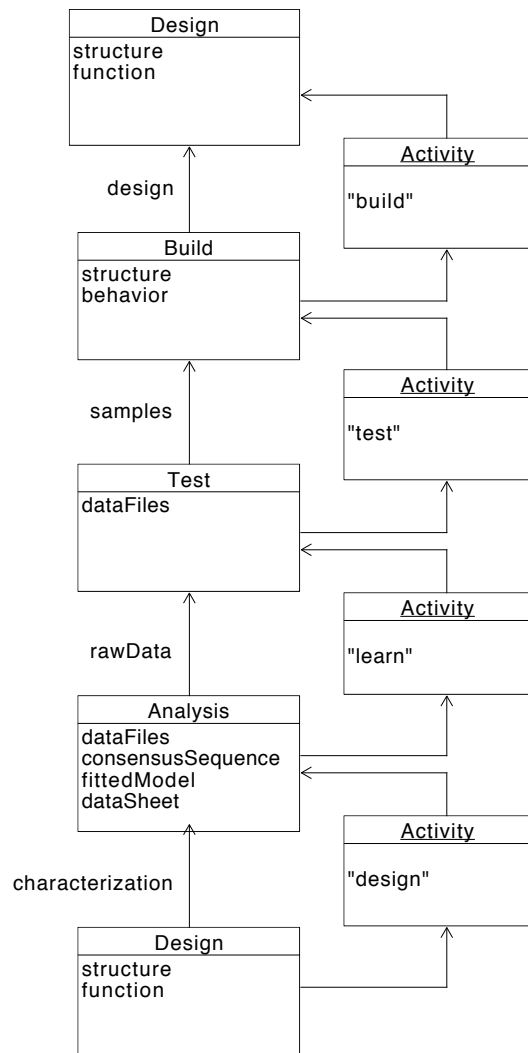 Design
structure
function
Activity
"build"
design
Build
structure
behavior
Activity
"test"
samples
Test
dataFiles
Activity
"learn"
rawData
Analysis
dataFiles
consensusSequence
fittedModel
dataSheet
Activity
"design"
characterization
Design
structure
function